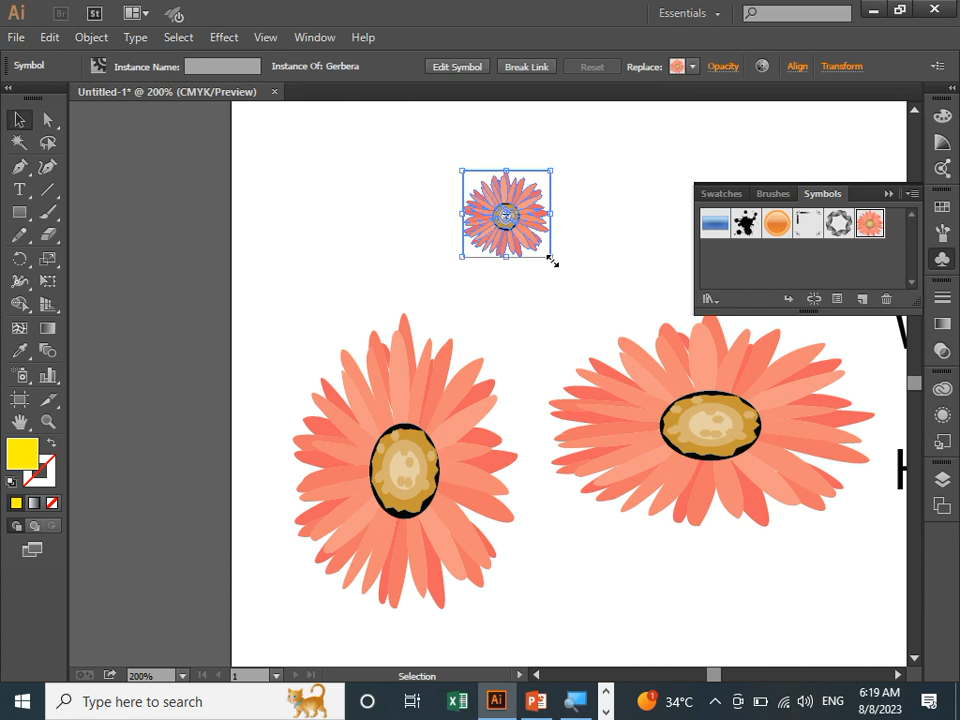 Ai Br St Essentials
File Edit Object Type Select Effect View Window Help
Symbol Instance Name: Instance Of: Gerbera Edit Symbol Break Link Reset Replace: Opacity Align Transform
Untitled-1* @ 200% (CMYK/Preview)
Swatches Brushes Symbols
200% 1 Selection
Type here to search
Ai
34°C
ENG
6:19 AM
8/8/2023